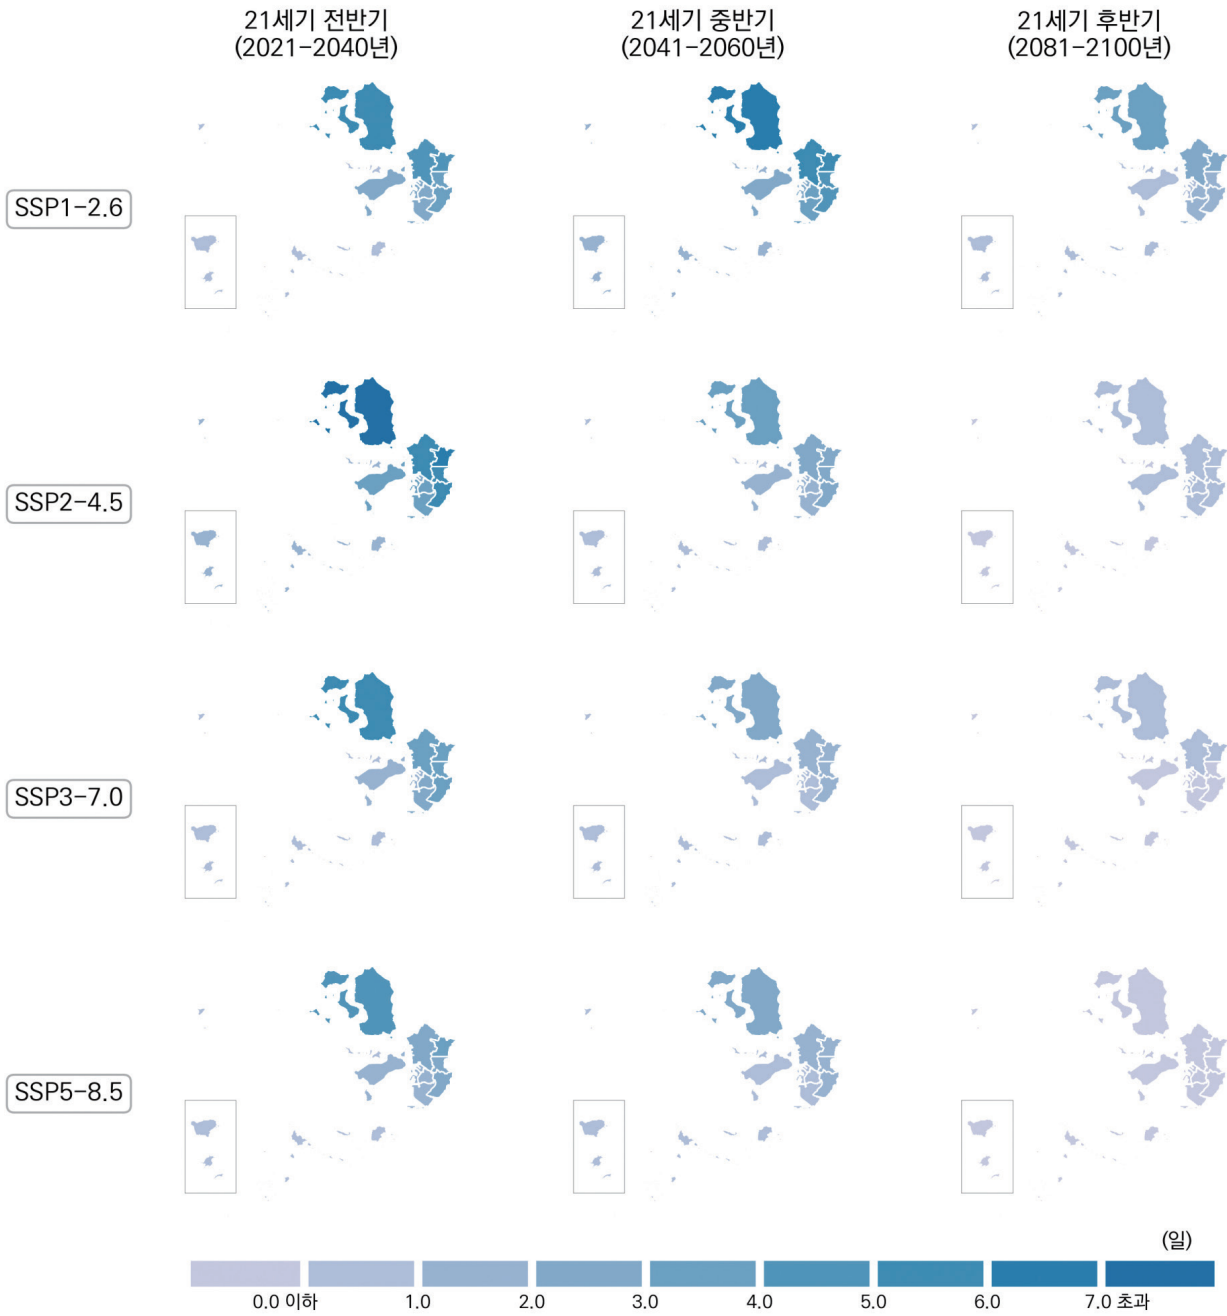 21세기 전반기
(2021-2040년)
21세기 중반기
(2041-2060년)
21세기 후반기
(2081-2100년)
SSP1-2.6
SSP2-4.5
SSP3-7.0
SSP5-8.5
(일)
0.0 이하 1.0 2.0 3.0 4.0 5.0 6.0 7.0 초과